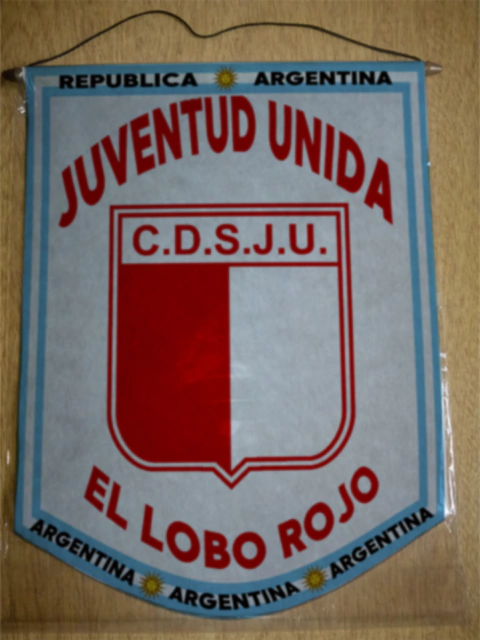 REPUBLICA ARGENTINA
JUVENTUD UNIDA
C.D.S.J.U.
EL LOBO ROJO
ARGENTINA ARGENTINA ARGENTINA